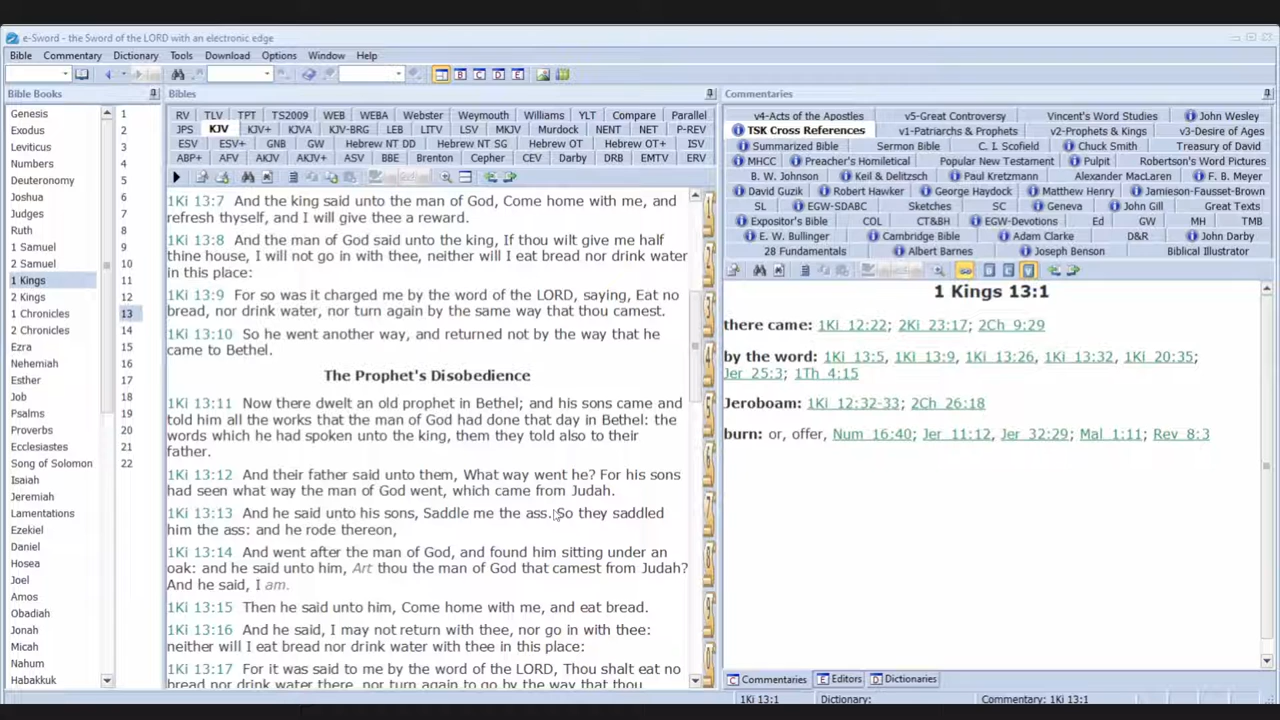 e-Sword - the Sword of the LORD with an electronic edge
Bible Commentary Dictionary Tools Download Options Window Help
B C D E
Bible Books
Genesis
Exodus
Leviticus
Numbers
Deuteronomy
Joshua
Judges
Ruth
1 Samuel
2 Samuel
1 Kings
2 Kings
1 Chronicles
2 Chronicles
Ezra
Nehemiah
Esther
Job
Psalms
Proverbs
Ecclesiastes
Song of Solomon
Isaiah
Jeremiah
Lamentations
Ezekiel
Daniel
Hosea
Joel
Amos
Obadiah
Jonah
Micah
Nahum
Habakkuk
1
2
3
4
5
6
7
8
9
10
11
12
13
14
15
16
17
18
19
20
21
22
Bibles
RV TLV TPT TS2009 WEB WEBA Webster Weymouth Williams YLT Compare Parallel
JPS KJV KJV+ KJVA KJV-BRG LEB LITV LSV MKJV Murdock NENT NET P-REV
ESV ESV+ GNB GW Hebrew NT DD Hebrew NT SG Hebrew OT Hebrew OT+ ISV
ABP+ AFV AKJV AKJV+ ASV BBE Brenton Cepher CEV Darby DRB EMTV ERV
1Ki 13:7 And the king said unto the man of God, Come home with me, and
refresh thyself, and I will give thee a reward.
1Ki 13:8 And the man of God said unto the king, If thou wilt give me half
thine house, I will not go in with thee, neither will I eat bread nor drink water
in this place:
1Ki 13:9 For so was it charged me by the word of the LORD, saying, Eat no
bread, nor drink water, nor turn again by the same way that thou camest.
1Ki 13:10 So he went another way, and returned not by the way that he
came to Bethel.
The Prophet's Disobedience
1Ki 13:11 Now there dwelt an old prophet in Bethel; and his sons came and
told him all the works that the man of God had done that day in Bethel: the
words which he had spoken unto the king, them they told also to their
father.
1Ki 13:12 And their father said unto them, What way went he? For his sons
had seen what way the man of God went, which came from Judah.
1Ki 13:13 And he said unto his sons, Saddle me the ass. So they saddled
him the ass: and he rode thereon,
1Ki 13:14 And went after the man of God, and found him sitting under an
oak: and he said unto him, Art thou the man of God that camest from Judah?
And he said, I am.
1Ki 13:15 Then he said unto him, Come home with me, and eat bread.
1Ki 13:16 And he said, I may not return with thee, nor go in with thee:
neither will I eat bread nor drink water with thee in this place:
1Ki 13:17 For it was said to me by the word of the LORD, Thou shalt eat no
bread nor drink water there, nor turn again to go by the way that thou
Commentaries
v4-Acts of the Apostles v5-Great Controversy Vincent's Word Studies John Wesley
TSK Cross References v1-Patriarchs & Prophets v2-Prophets & Kings v3-Desire of Ages
Summarized Bible Sermon Bible C. I. Scofield Chuck Smith Treasury of David
MHCC Preacher's Homiletical Popular New Testament Pulpit Robertson's Word Pictures
B. W. Johnson Keil & Delitzsch Paul Kretzmann Alexander MacLaren F. B. Meyer
David Guzik Robert Hawker George Haydock Matthew Henry Jamieson-Fausset-Brown
SL EGW-SDABC Sketches SC Geneva John Gill Great Texts
Expositor's Bible COL CT&BH EGW-Devotions Ed GW MH TMB
E. W. Bullinger Cambridge Bible Adam Clarke D&R John Darby
28 Fundamentals Albert Barnes Joseph Benson Biblical Illustrator
1 Kings 13:1
there came: 1Ki 12:22; 2Ki 23:17; 2Ch 9:29
by the word: 1Ki 13:5, 1Ki 13:9, 1Ki 13:26, 1Ki 13:32, 1Ki 20:35;
Jer 25:3; 1Th 4:15
Jeroboam: 1Ki 12:32-33; 2Ch 26:18
burn: or, offer, Num 16:40; Jer 11:12, Jer 32:29; Mal 1:11; Rev 8:3
C Commentaries E Editors D Dictionaries
1Ki 13:1 Dictionary: Commentary: 1Ki 13:1